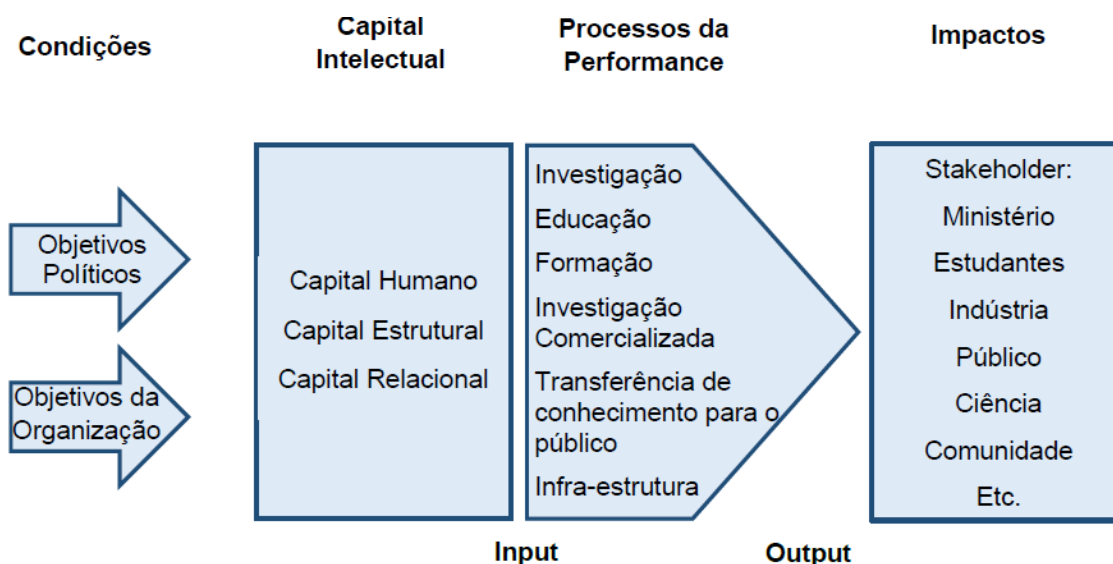 Condições
Capital
Intelectual
Processos da
Performance
Impactos
Objetivos
Políticos
Objetivos da
Organização
Capital Humano
Capital Estrutural
Capital Relacional
Investigação
Educação
Formação
Investigação
Comercializada
Transferência de
conhecimento para o
público
Infra-estrutura
Stakeholder:
Ministério
Estudantes
Indústria
Público
Ciência
Comunidade
Etc.
Input
Output